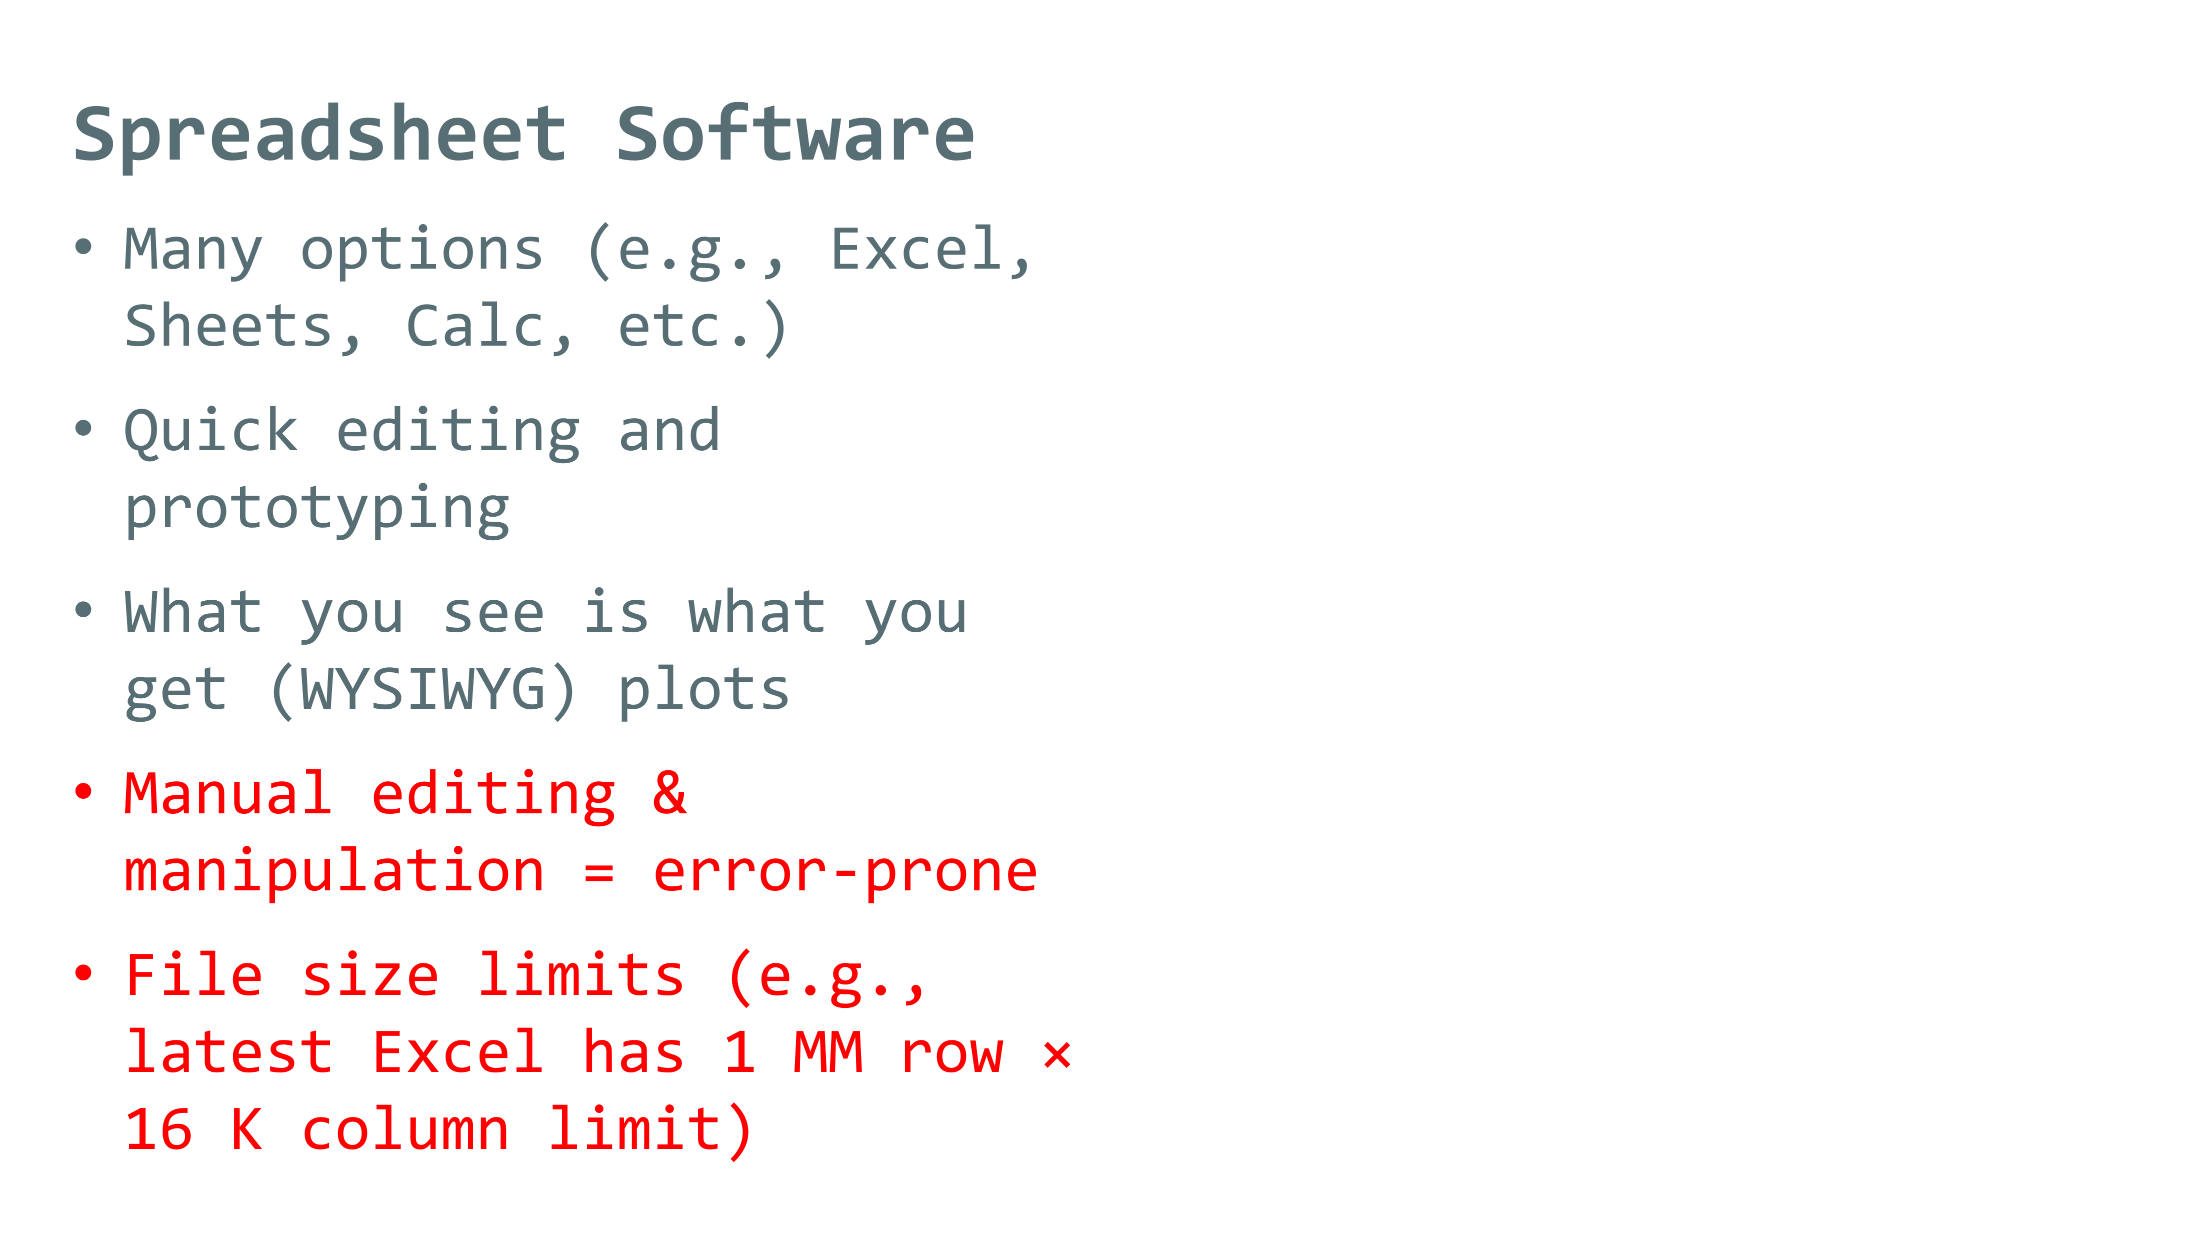 Spreadsheet Software
• Many options (e.g., Excel,
Sheets, Calc, etc.)
• Quick editing and
prototyping
• What you see is what you
get (WYSIWYG) plots
• Manual editing &
manipulation = error-prone
• File size limits (e.g.,
latest Excel has 1 MM row ×
16 K column limit)